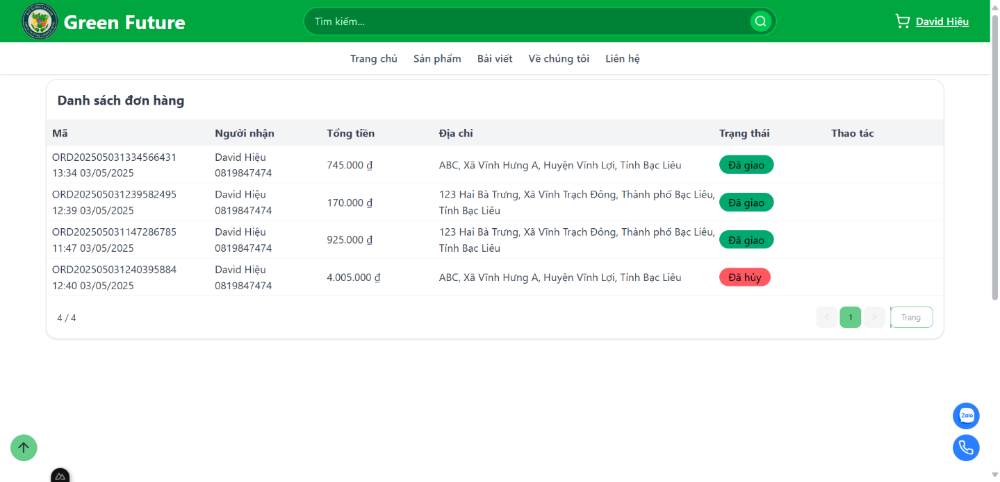 Green Future
Tìm kiếm...
David Hiệu
Trang chủ Sản phẩm Bài viết Về chúng tôi Liên hệ
Danh sách đơn hàng
Mã Người nhận Tổng tiền Địa chỉ Trạng thái Thao tác
ORD202505031334566431 David Hiệu
13:34 03/05/2025 0819847474
745.000 ₫ ABC, Xã Vĩnh Hưng A, Huyện Vĩnh Lợi, Tỉnh Bạc Liêu Đã giao
ORD202505031239582495 David Hiệu
12:39 03/05/2025 0819847474
170.000 ₫
123 Hai Bà Trưng, Xã Vĩnh Trạch Đông, Thành phố Bạc Liêu,
Tỉnh Bạc Liêu
Đã giao
ORD202505031147286785 David Hiệu
11:47 03/05/2025 0819847474
925.000 ₫
123 Hai Bà Trưng, Xã Vĩnh Trạch Đông, Thành phố Bạc Liêu,
Tỉnh Bạc Liêu
Đã giao
ORD202505031240395884 David Hiệu
12:40 03/05/2025 0819847474
4.005.000 ₫ ABC, Xã Vĩnh Hưng A, Huyện Vĩnh Lợi, Tỉnh Bạc Liêu Đã hủy
4 / 4
1
Trang
Zalo